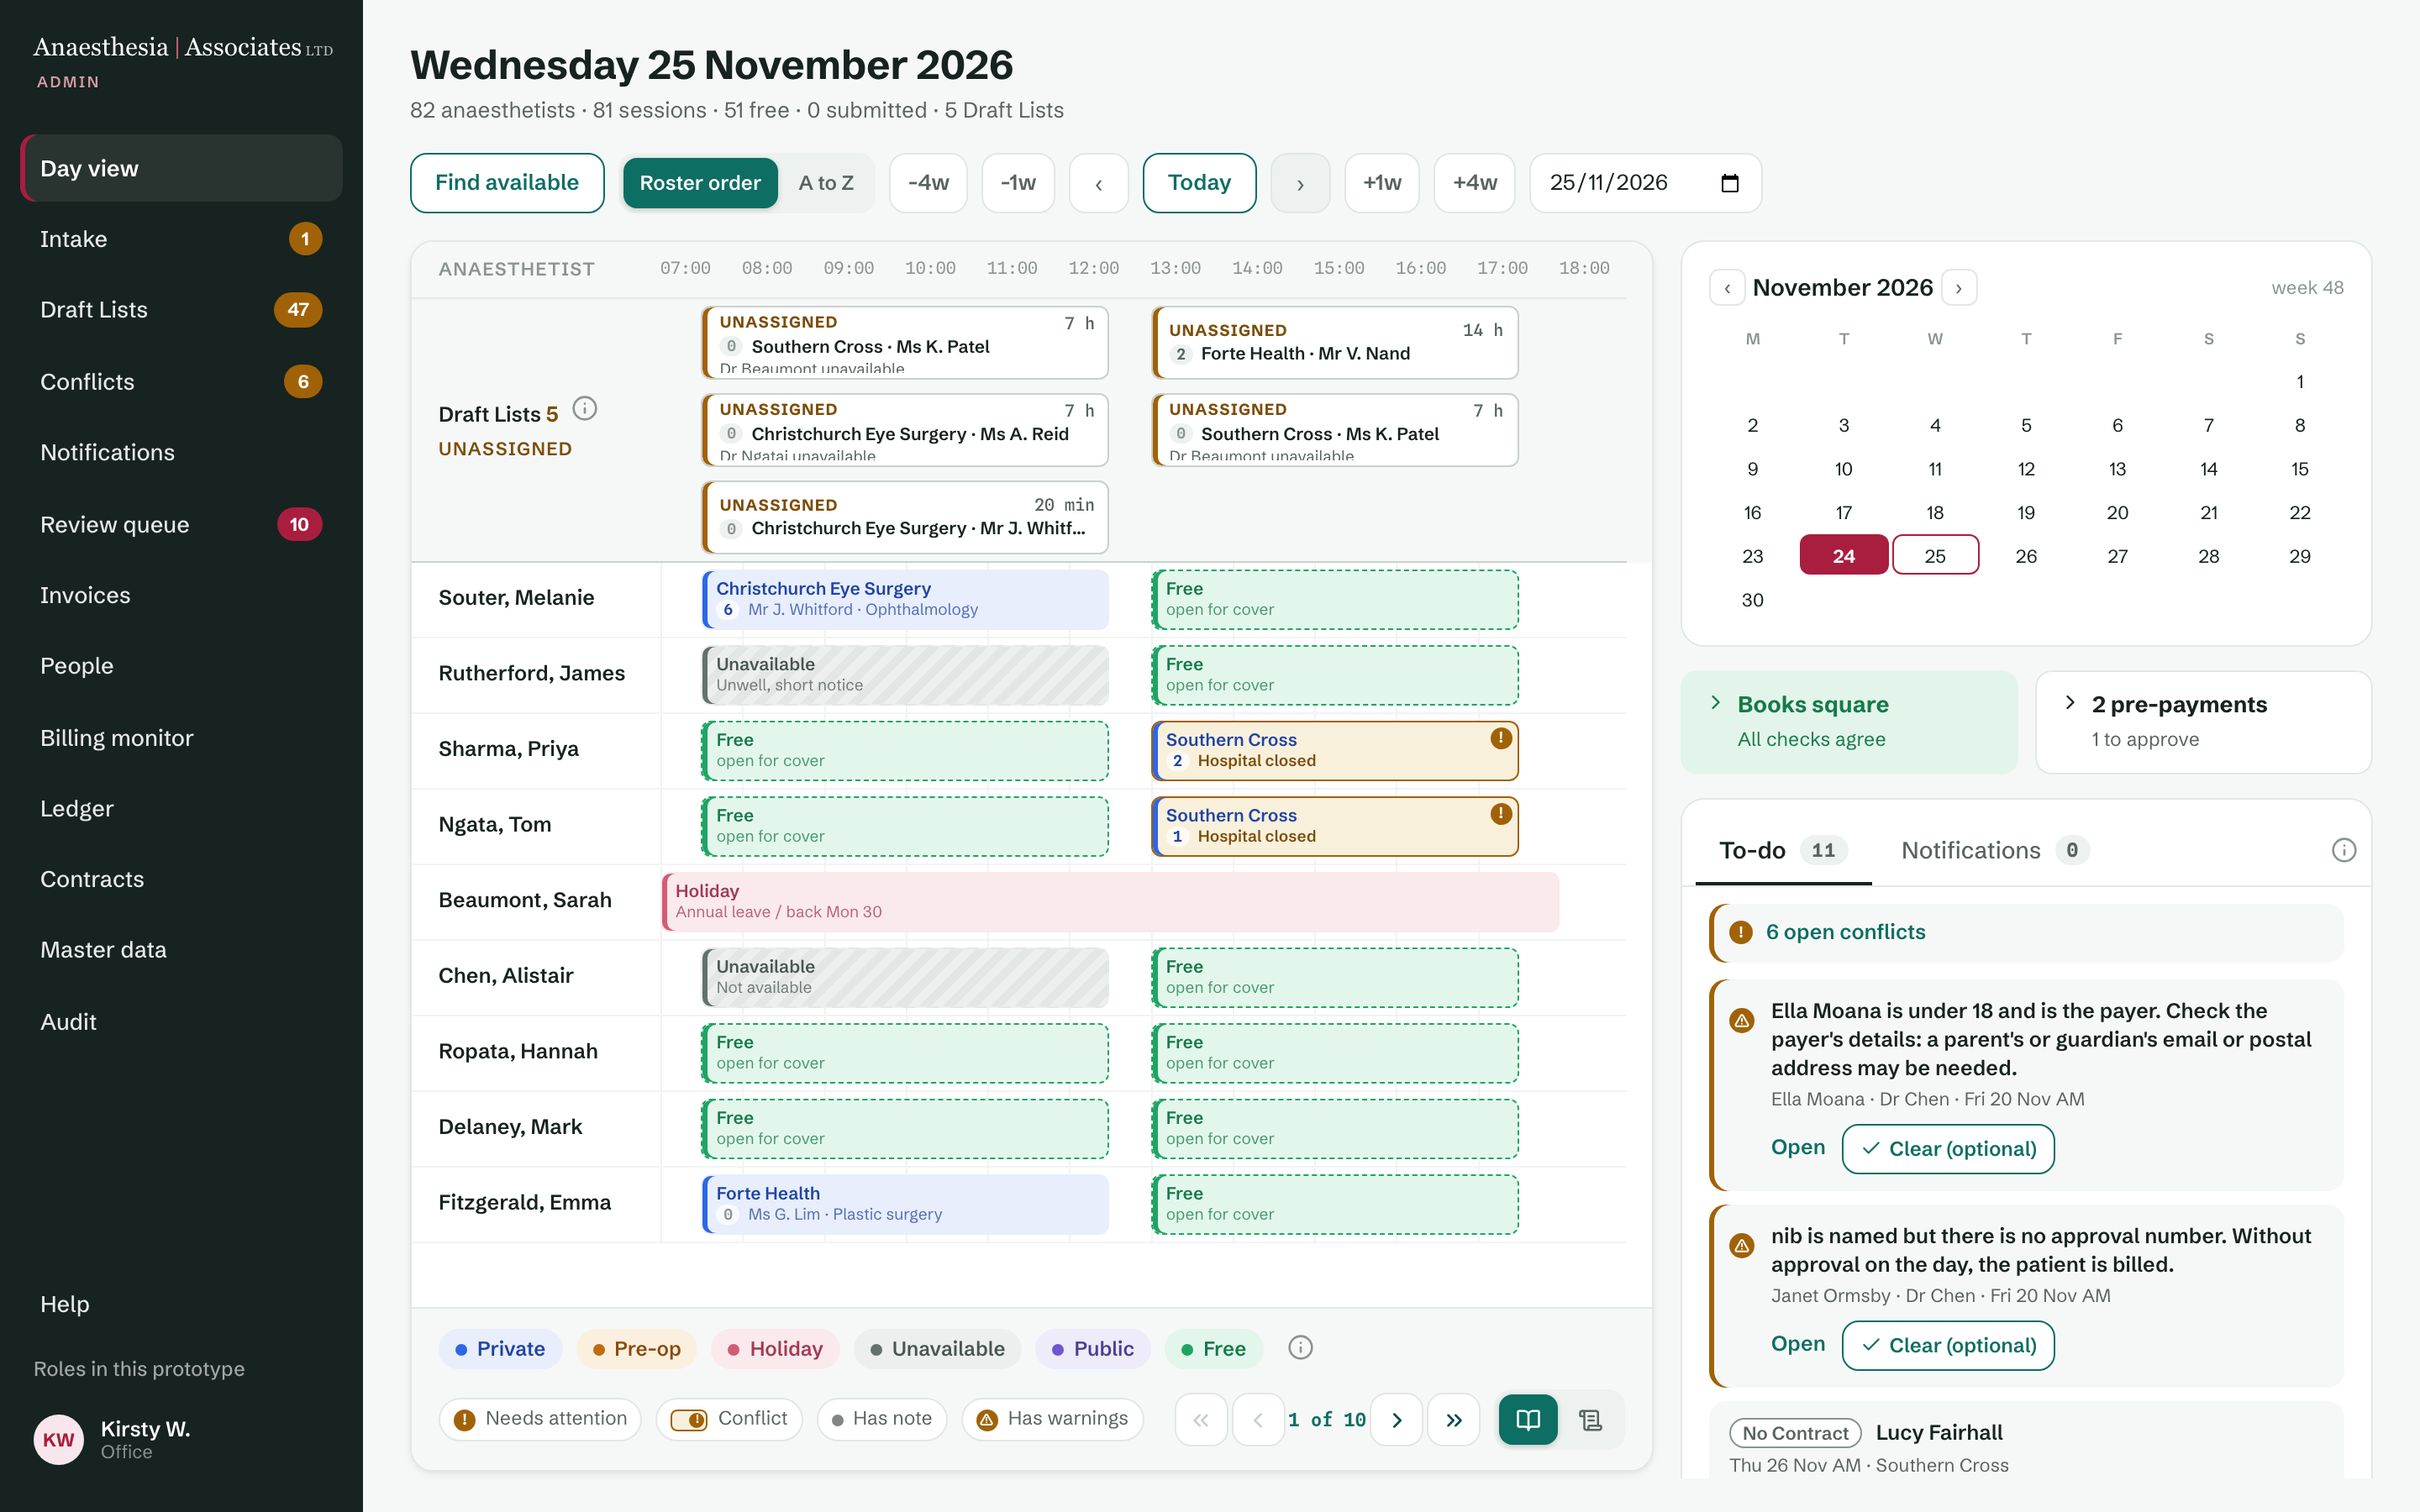 Anaesthesia | Associates LTD
ADMIN
Day view
Intake 1
Draft Lists 47
Conflicts 6
Notifications
Review queue 10
Invoices
People
Billing monitor
Ledger
Contracts
Master data
Audit
Help
Roles in this prototype
KW
Kirsty W.
Office
Wednesday 25 November 2026
82 anaesthetists · 81 sessions · 51 free · 0 submitted · 5 Draft Lists
Find available
Roster order A to Z
-4w
-1w
‹
Today
›
+1w
+4w
25/11/2026
ANAESTHETIST 07:00 08:00 09:00 10:00 11:00 12:00 13:00 14:00 15:00 16:00 17:00 18:00
Draft Lists 5
UNASSIGNED
UNASSIGNED 7 h
0 Southern Cross · Ms K. Patel
Dr Beaumont unavailable
UNASSIGNED 14 h
2 Forte Health · Mr V. Nand
UNASSIGNED 7 h
0 Christchurch Eye Surgery · Ms A. Reid
Dr Ngatai unavailable
UNASSIGNED 7 h
0 Southern Cross · Ms K. Patel
Dr Beaumont unavailable
UNASSIGNED 20 min
0 Christchurch Eye Surgery · Mr J. Whitf...
Souter, Melanie
Christchurch Eye Surgery
6 Mr J. Whitford · Ophthalmology
Free
open for cover
Rutherford, James
Unavailable
Unwell, short notice
Free
open for cover
Sharma, Priya
Free
open for cover
Southern Cross
2 Hospital closed
Ngata, Tom
Free
open for cover
Southern Cross
1 Hospital closed
Beaumont, Sarah
Holiday
Annual leave / back Mon 30
Chen, Alistair
Unavailable
Not available
Free
open for cover
Ropata, Hannah
Free
open for cover
Free
open for cover
Delaney, Mark
Free
open for cover
Free
open for cover
Fitzgerald, Emma
Forte Health
0 Ms G. Lim · Plastic surgery
Free
open for cover
Private
Pre-op
Holiday
Unavailable
Public
Free
Needs attention
Conflict
Has note
Has warnings
1 of 10
‹ November 2026 › week 48
M T W T F S S
1
2 3 4 5 6 7 8
9 10 11 12 13 14 15
16 17 18 19 20 21 22
23 24 25 26 27 28 29
30
Books square
All checks agree
2 pre-payments
1 to approve
To-do 11
Notifications 0
6 open conflicts
Ella Moana is under 18 and is the payer. Check the
payer's details: a parent's or guardian's email or postal
address may be needed.
Ella Moana · Dr Chen · Fri 20 Nov AM
Open Clear (optional)
nib is named but there is no approval number. Without
approval on the day, the patient is billed.
Janet Ormsby · Dr Chen · Fri 20 Nov AM
Open Clear (optional)
No Contract Lucy Fairhall
Thu 26 Nov AM · Southern Cross